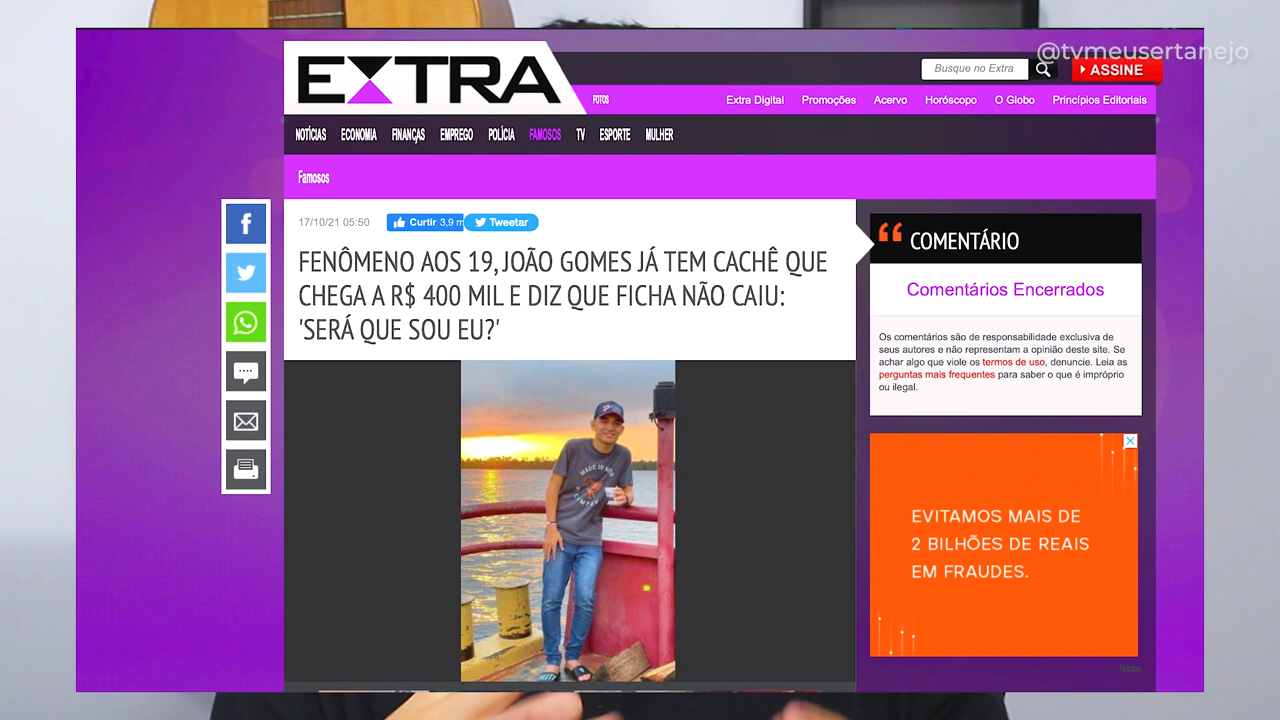 @tvmeusertanejo
EXTRA
Busque no Extra
ASSINE
FOTOS
Extra Digital Promoções Acervo Horóscopo O Globo Princípios Editoriais
NOTÍCIAS ECONOMIA FINANÇAS EMPREGO POLÍCIA FAMOSOS TV ESPORTE MULHER
Famosos
17/10/21 05:50 Curtir 3,9 m Tweetar
FENÔMENO AOS 19, JOÃO GOMES JÁ TEM CACHÊ QUE
CHEGA A R$ 400 MIL E DIZ QUE FICHA NÃO CAIU:
'SERÁ QUE SOU EU?'
MADE IN
COMENTÁRIO
Comentários Encerrados
Os comentários são de responsabilidade exclusiva de
seus autores e não representam a opinião deste site. Se
achar algo que viole os termos de uso, denuncie. Leia as
perguntas mais frequentes para saber o que é impróprio
ou ilegal.
EVITAMOS MAIS DE
2 BILHÕES DE REAIS
EM FRAUDES.
Publicidade